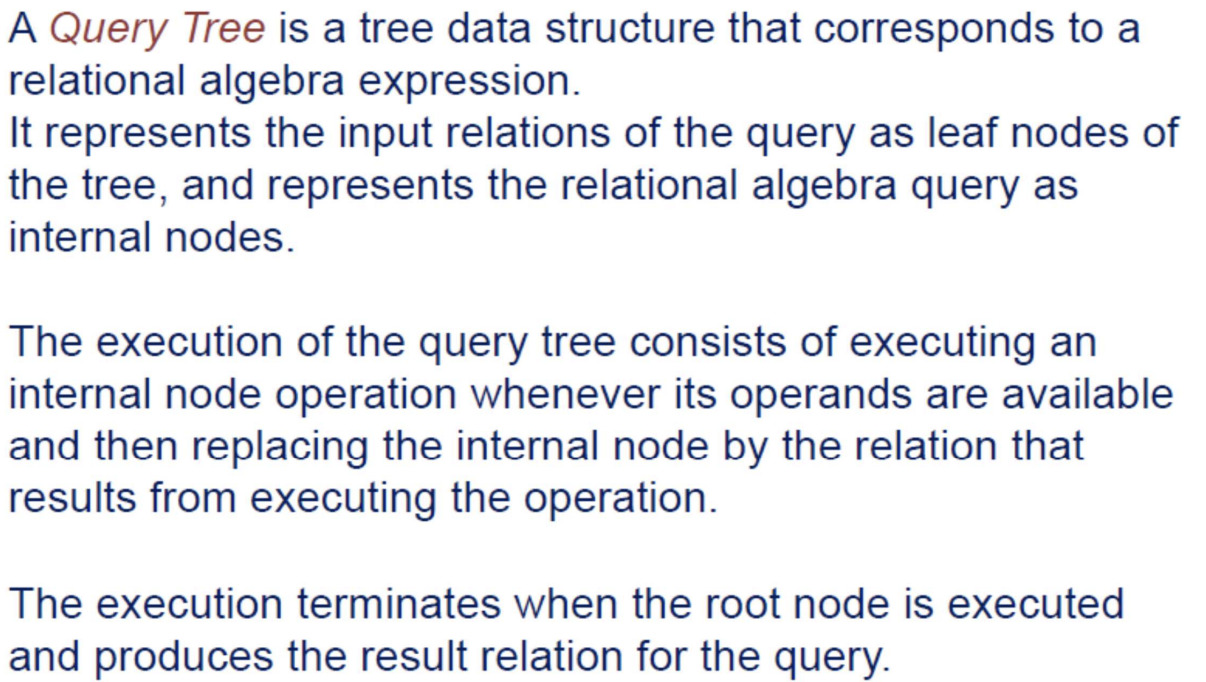 A Query Tree is a tree data structure that corresponds to a
relational algebra expression.
It represents the input relations of the query as leaf nodes of
the tree, and represents the relational algebra query as
internal nodes.
The execution of the query tree consists of executing an
internal node operation whenever its operands are available
and then replacing the internal node by the relation that
results from executing the operation.
The execution terminates when the root node is executed
and produces the result relation for the query.